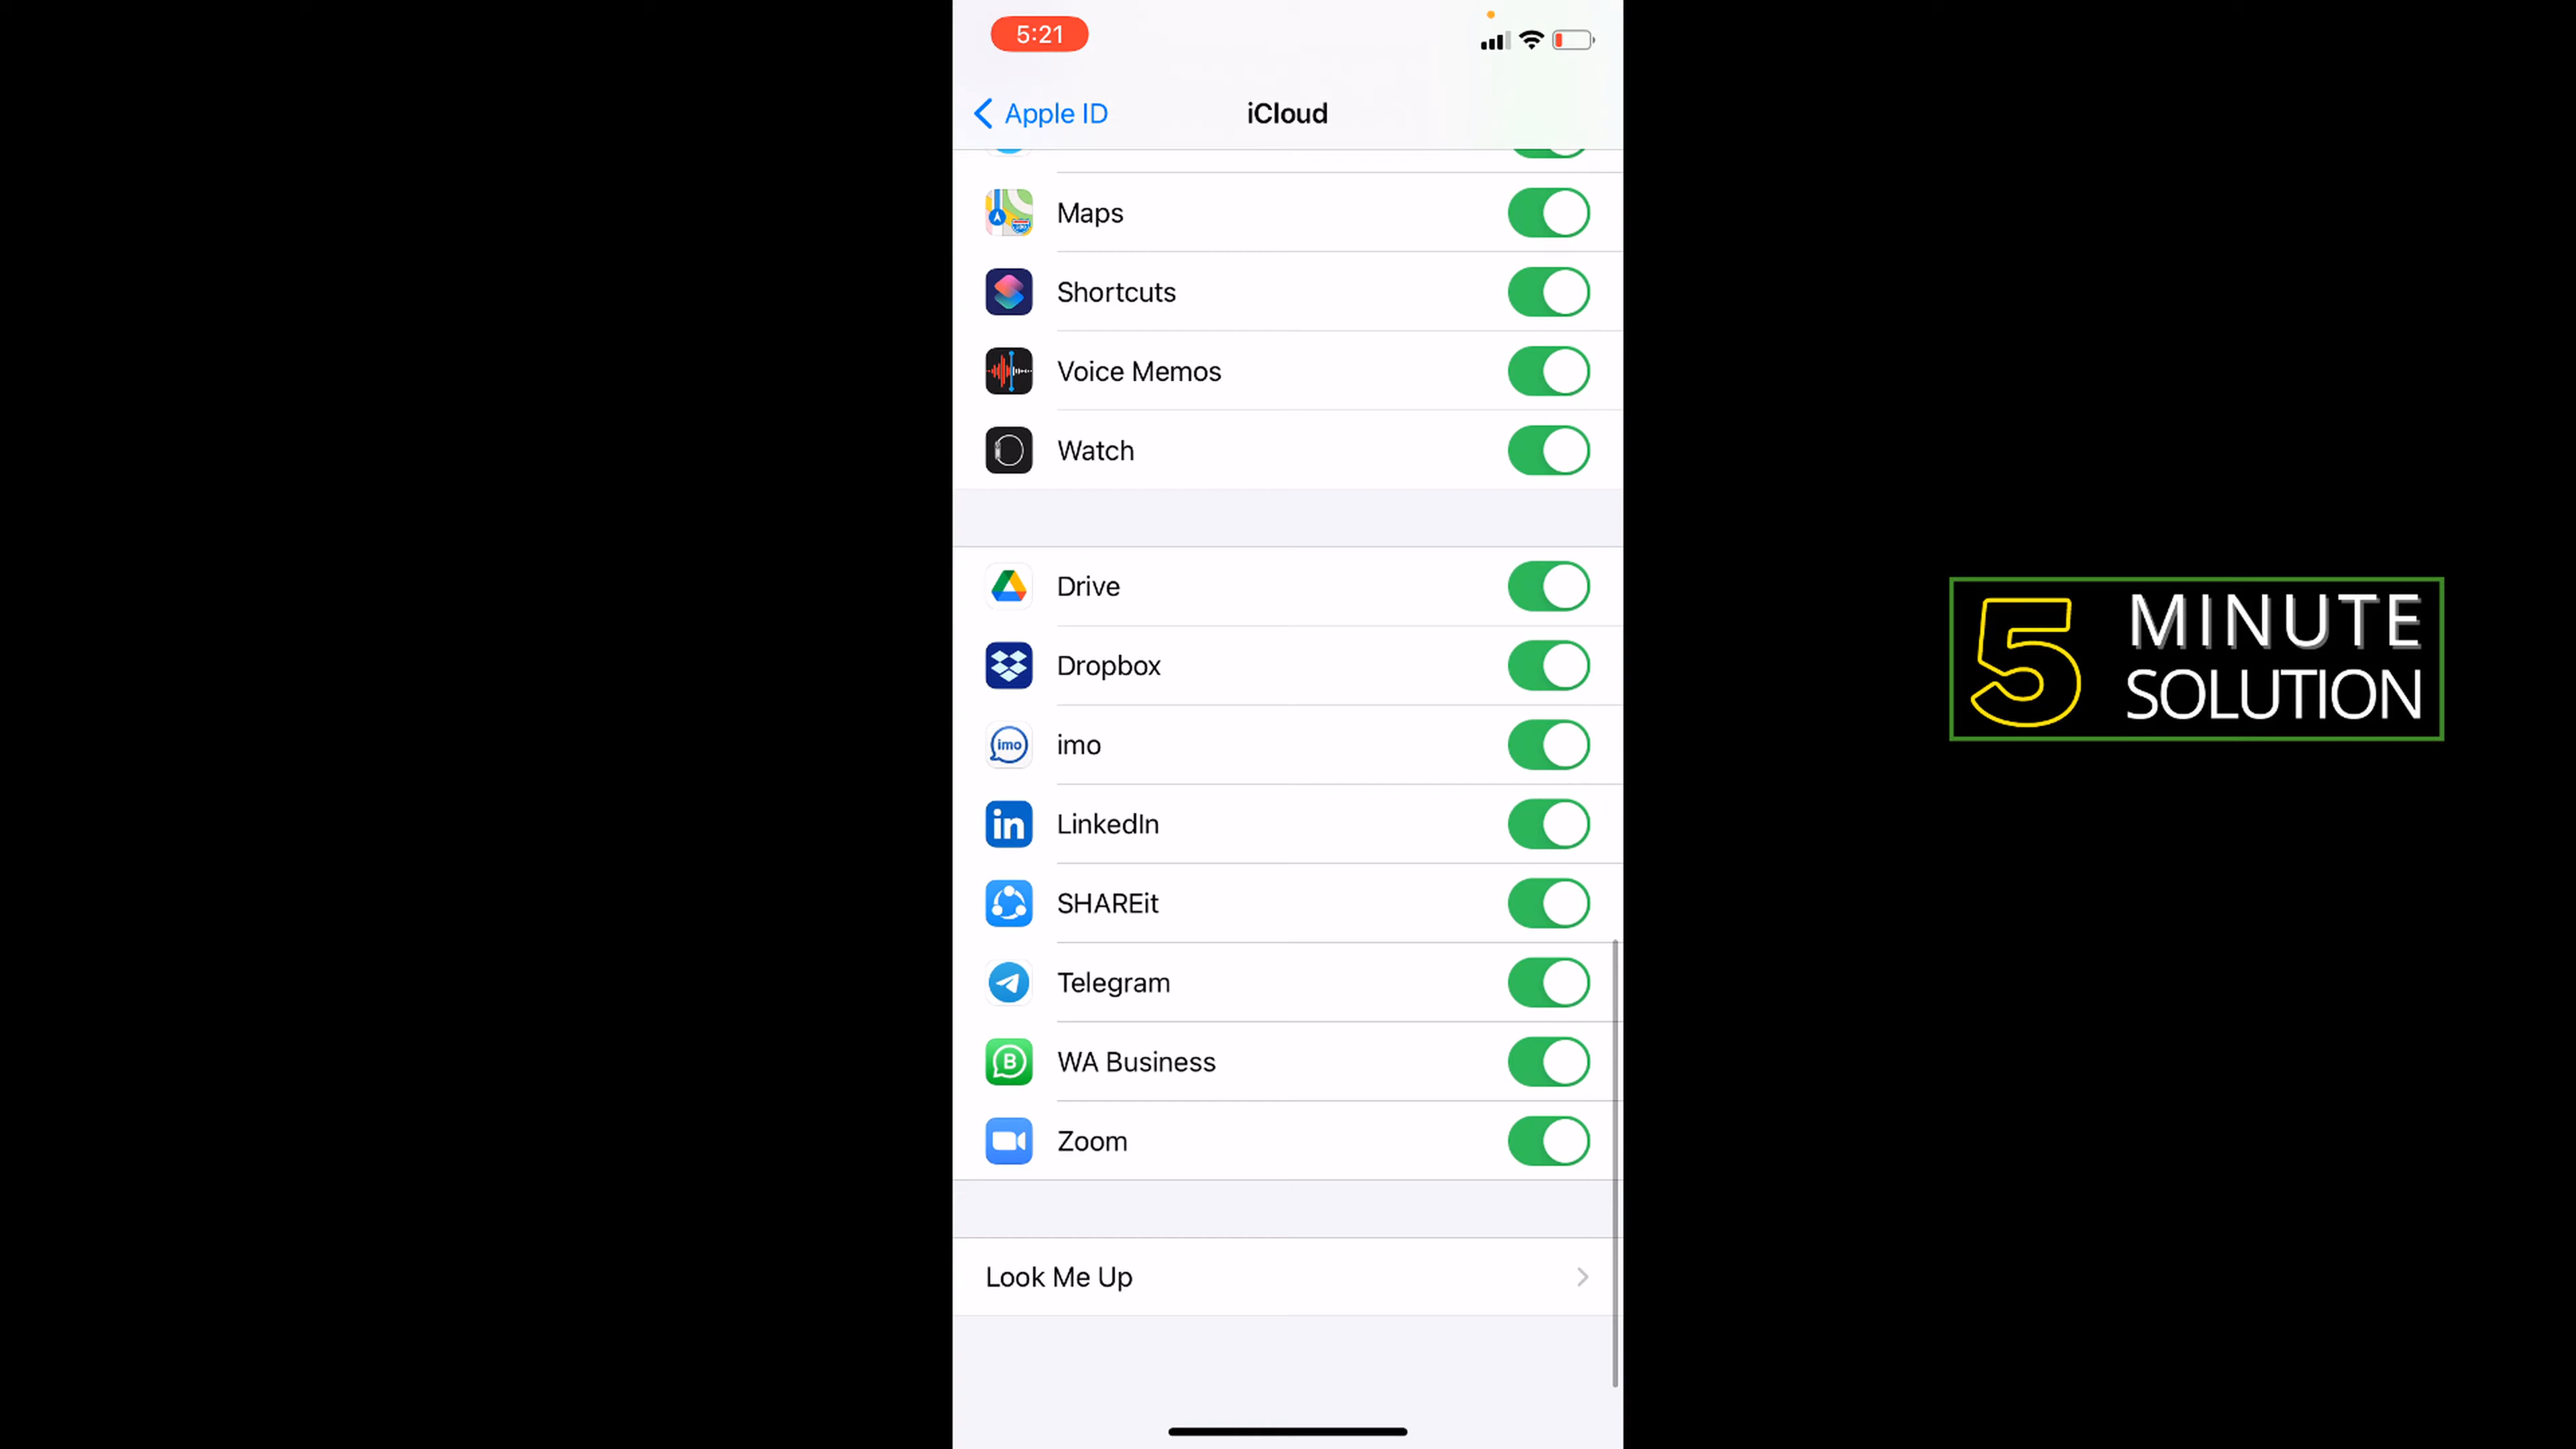 5:21
Apple ID
iCloud
Maps
Shortcuts
Voice Memos
Watch
Drive
Dropbox
imo
imo
in
LinkedIn
SHAREit
Telegram
B
WA Business
Zoom
Look Me Up
5 MINUTE
SOLUTION